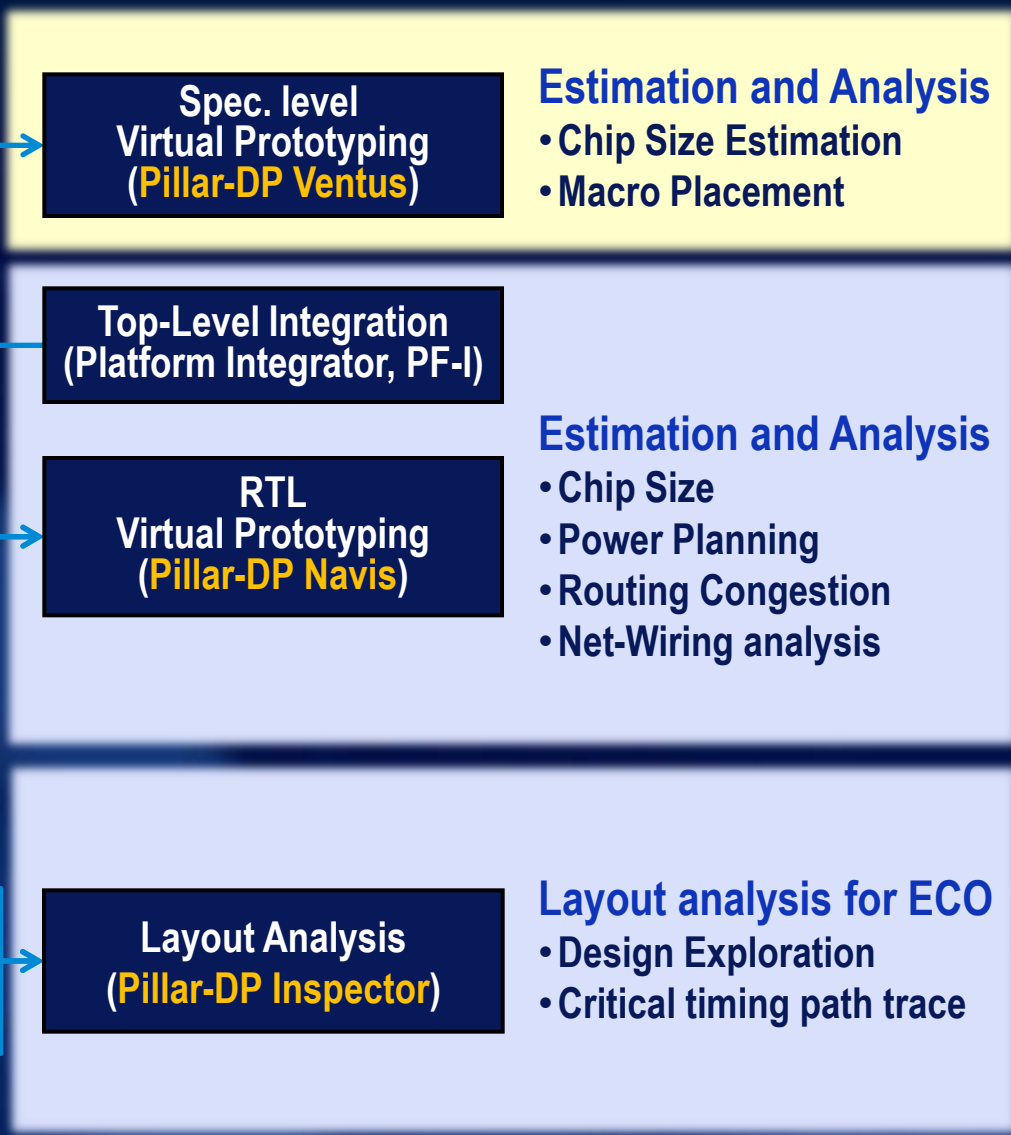 Spec. level
Virtual Prototyping
(Pillar-DP Ventus)
Estimation and Analysis
•Chip Size Estimation
•Macro Placement
Top-Level Integration
(Platform Integrator, PF-I)
RTL
Virtual Prototyping
(Pillar-DP Navis)
Estimation and Analysis
•Chip Size
•Power Planning
•Routing Congestion
•Net-Wiring analysis
Layout Analysis
(Pillar-DP Inspector)
Layout analysis for ECO
•Design Exploration
•Critical timing path trace